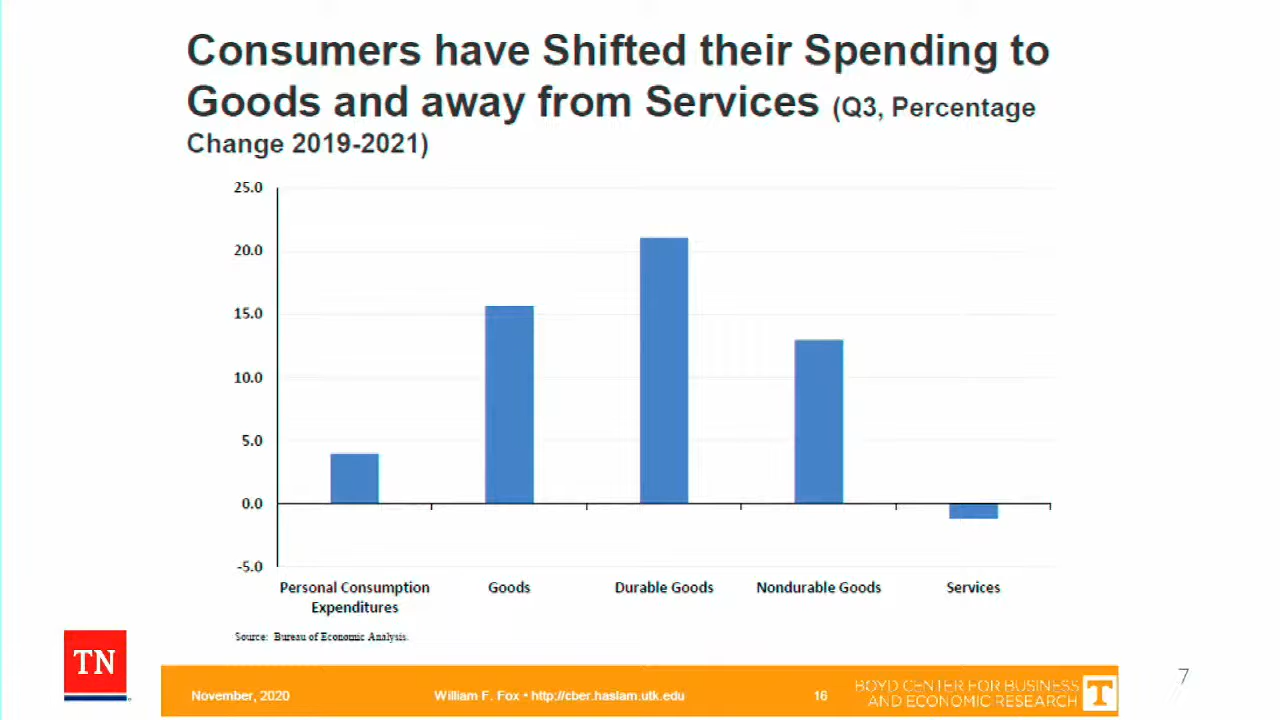 Consumers have Shifted their Spending to
Goods and away from Services (Q3, Percentage
Change 2019-2021)
25.0
20.0
15.0
10.0
5.0
0.0
-5.0
Personal Consumption
Expenditures
Goods
Durable Goods
Nondurable Goods
Services
Source: Bureau of Economic Analysis.
TN
November, 2020
William F. Fox • http://cber.haslam.utk.edu
16
BOYD CENTER FOR BUSINESS
AND ECONOMIC RESEARCH
T
7